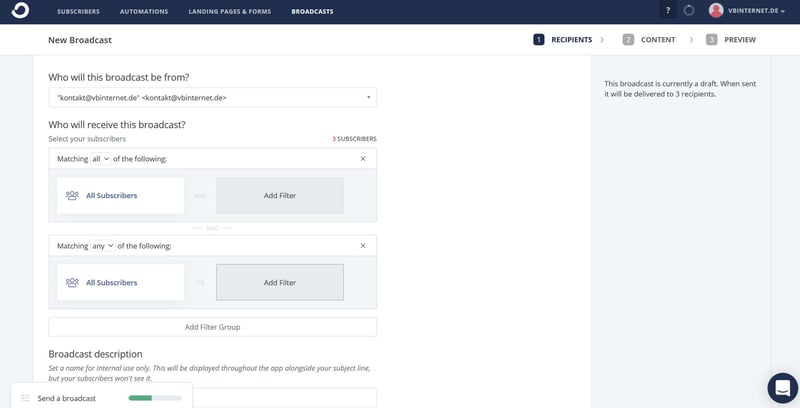 SUBSCRIBERS AUTOMATIONS LANDING PAGES & FORMS BROADCASTS ? VBINTERNET.DE
New Broadcast 1 RECIPIENTS 2 CONTENT 3 PREVIEW
Who will this broadcast be from?
"kontakt@vbinternet.de" <kontakt@vbinternet.de>
Who will receive this broadcast?
Select your subscribers 3 SUBSCRIBERS
Matching all of the following:
All Subscribers AND Add Filter
AND
Matching any of the following:
All Subscribers OR Add Filter
Add Filter Group
Broadcast description
Set a name for internal use only. This will be displayed throughout the app alongside your subject line,
but your subscribers won't see it.
Send a broadcast
This broadcast is currently a draft. When sent
it will be delivered to 3 recipients.